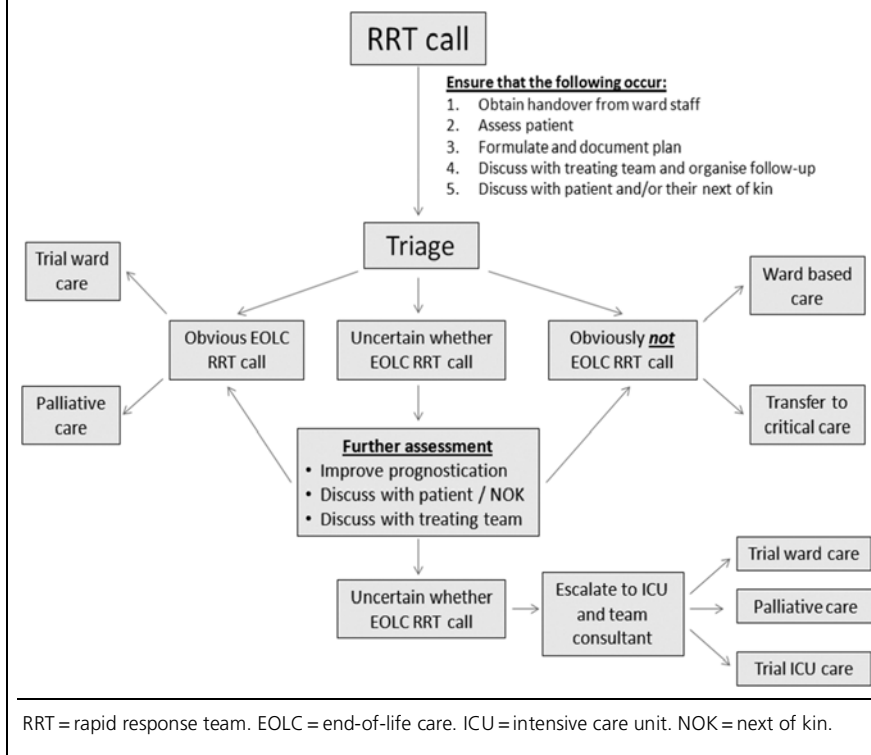 RRT call
Ensure that the following occur:
1. Obtain handover from ward staff
2. Assess patient
3. Formulate and document plan
4. Discuss with treating team and organise follow-up
5. Discuss with patient and/or their next of kin
Triage
Trial ward
care
Palliative
care
Obvious EOLC
RRT call
Uncertain whether
EOLC RRT call
Obviously not
EOLC RRT call
Ward based
care
Transfer to
critical care
Further assessment
• Improve prognostication
• Discuss with patient / NOK
• Discuss with treating team
Uncertain whether
EOLC RRT call
Escalate to ICU
and team
consultant
Trial ward care
Palliative care
Trial ICU care
RRT = rapid response team. EOLC = end-of-life care. ICU = intensive care unit. NOK = next of kin.